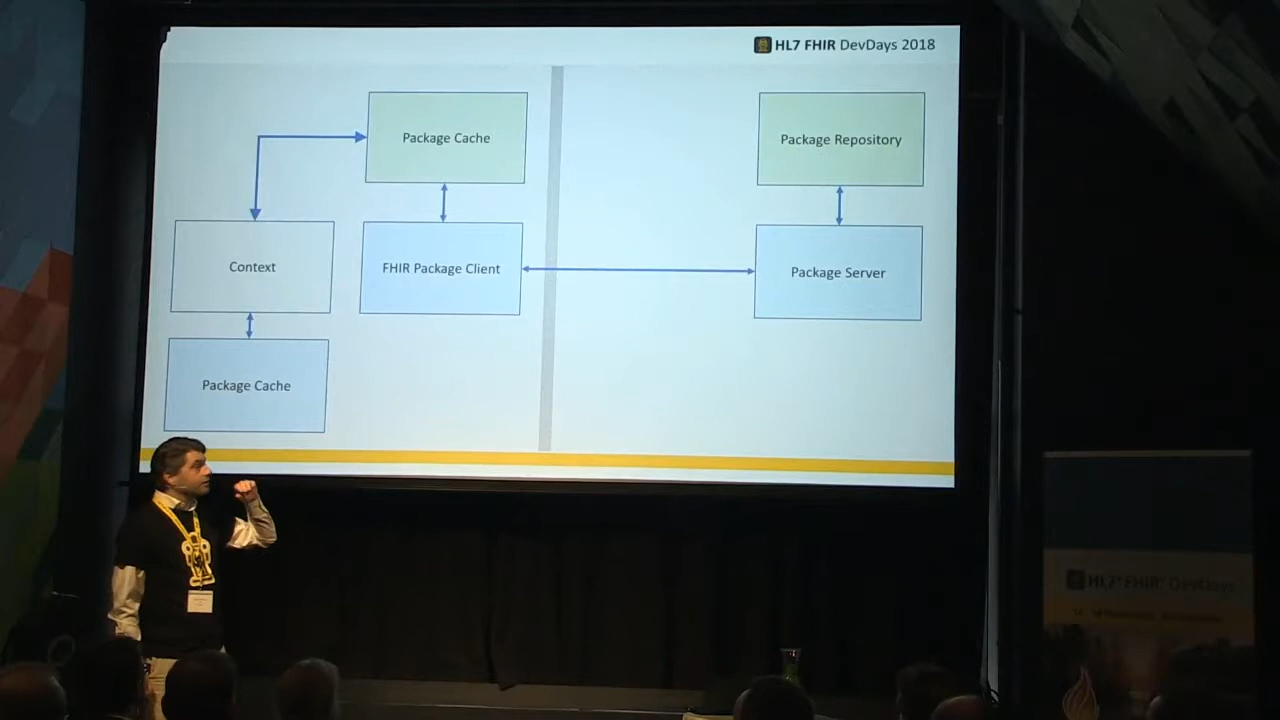 HL7 FHIR DevDays 2018
Package Cache
Package Repository
Context
FHIR Package Client
Package Server
Package Cache
HL7 FHIR DevDays